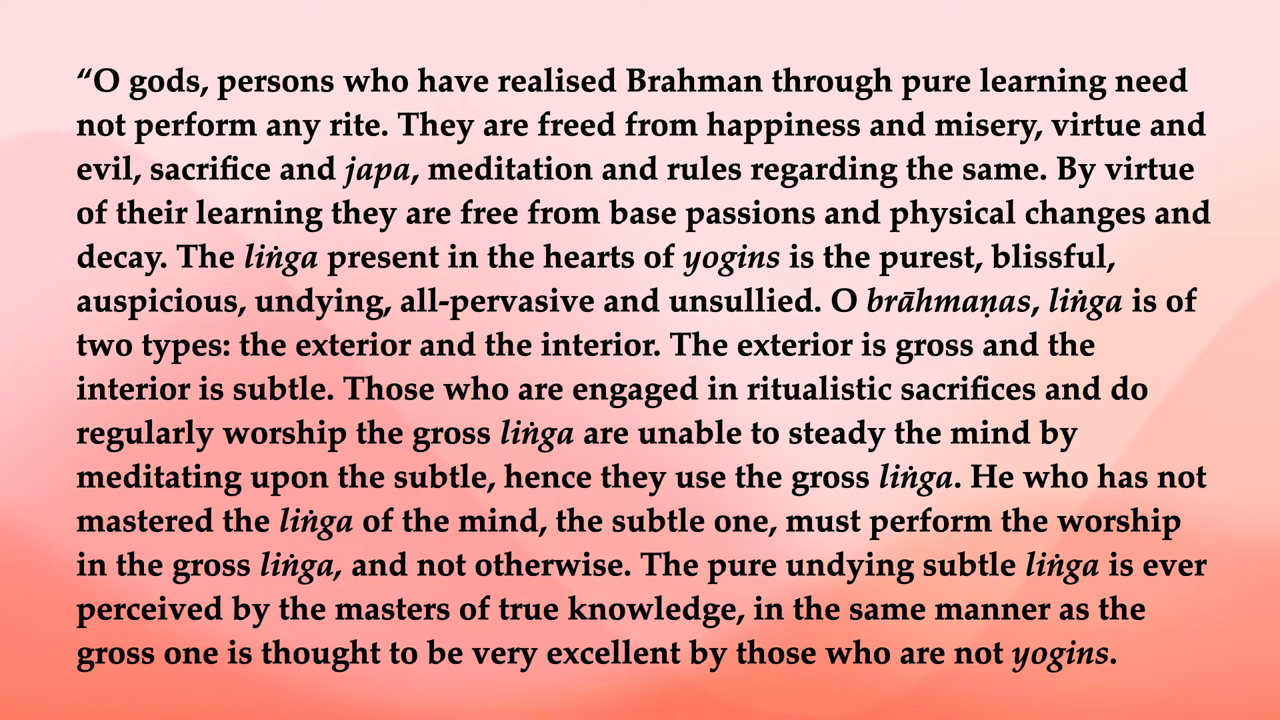 “O gods, persons who have realised Brahman through pure learning need
not perform any rite. They are freed from happiness and misery, virtue and
evil, sacrifice and japa, meditation and rules regarding the same. By virtue
of their learning they are free from base passions and physical changes and
decay. The liṅga present in the hearts of yogins is the purest, blissful,
auspicious, undying, all-pervasive and unsullied. O brāhmaṇas, liṅga is of
two types: the exterior and the interior. The exterior is gross and the
interior is subtle. Those who are engaged in ritualistic sacrifices and do
regularly worship the gross liṅga are unable to steady the mind by
meditating upon the subtle, hence they use the gross liṅga. He who has not
mastered the liṅga of the mind, the subtle one, must perform the worship
in the gross liṅga, and not otherwise. The pure undying subtle liṅga is ever
perceived by the masters of true knowledge, in the same manner as the
gross one is thought to be very excellent by those who are not yogins.